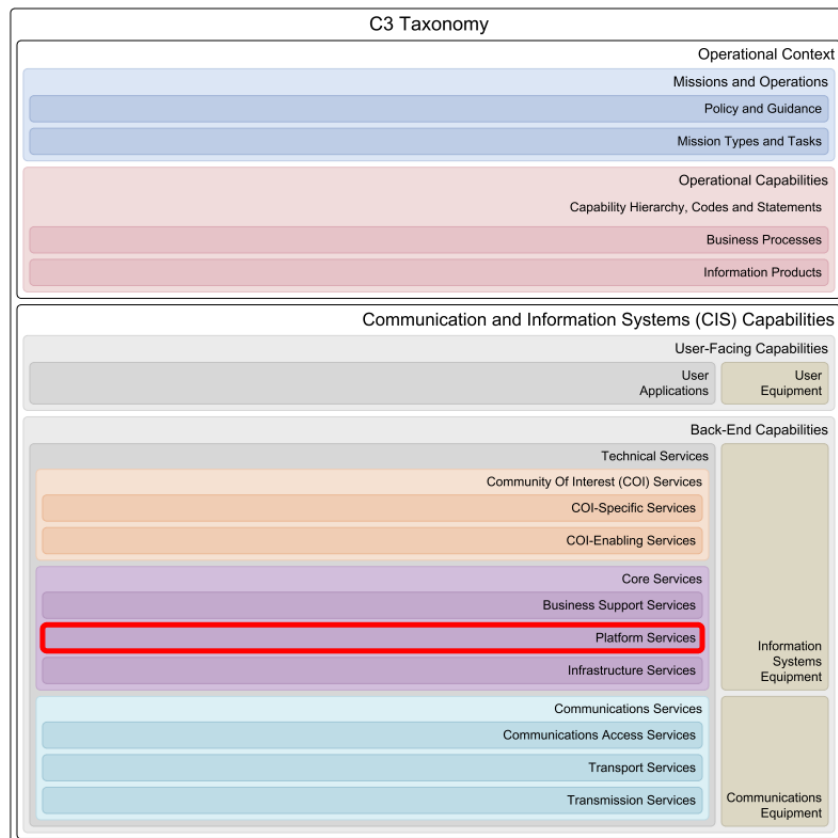 C3 Taxonomy
Operational Context
Missions and Operations
Policy and Guidance
Mission Types and Tasks
Operational Capabilities
Capability Hierarchy, Codes and Statements
Business Processes
Information Products
Communication and Information Systems (CIS) Capabilities
User-Facing Capabilities
User
Applications
User
Equipment
Back-End Capabilities
Technical Services
Community Of Interest (COI) Services
COI-Specific Services
COI-Enabling Services
Core Services
Business Support Services
Platform Services
Infrastructure Services
Information
Systems
Equipment
Communications Services
Communications Access Services
Transport Services
Transmission Services
Communications
Equipment